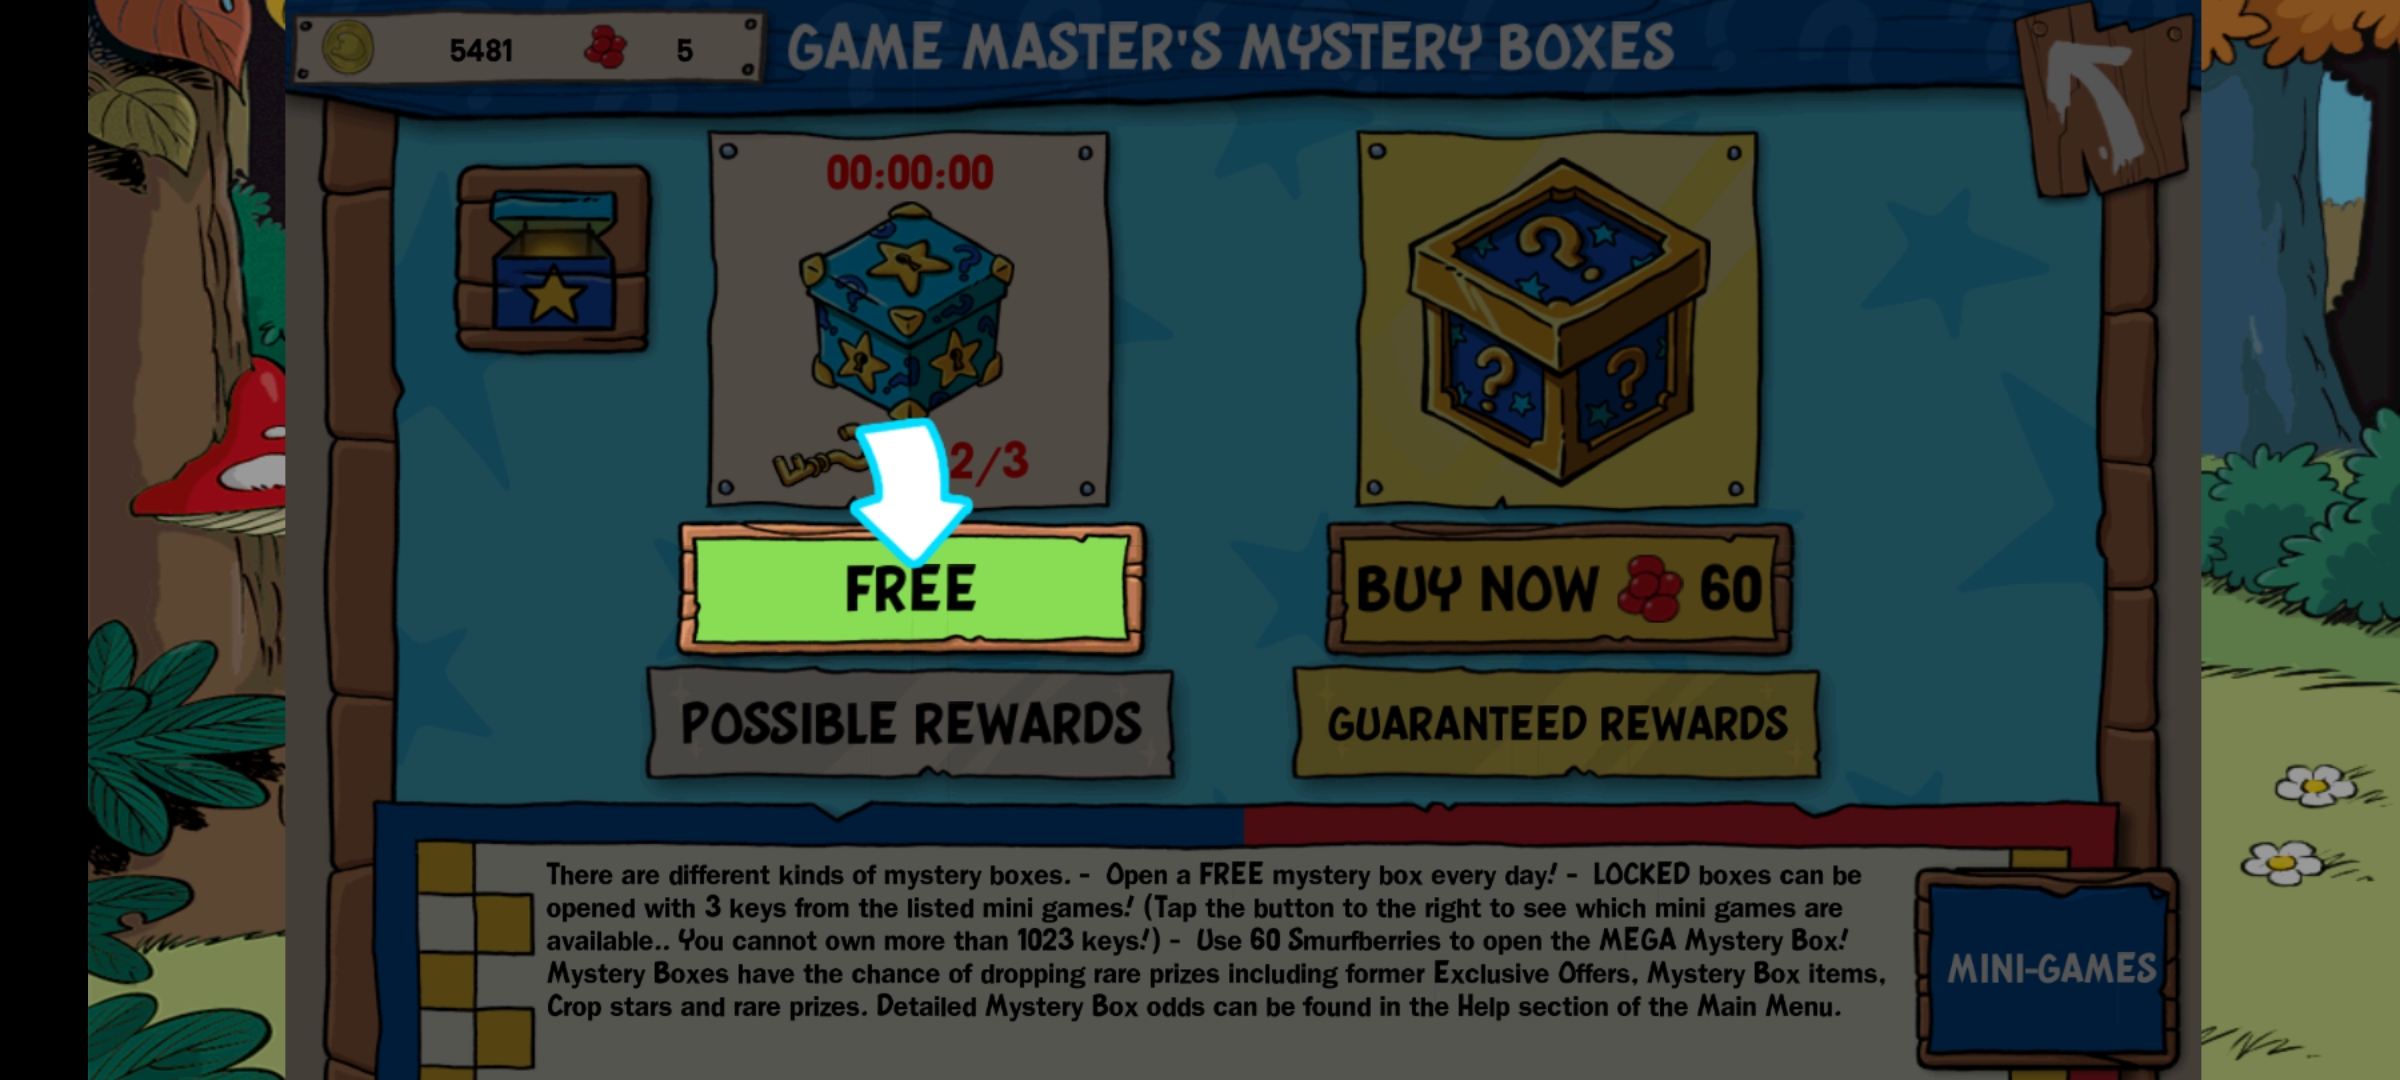 5481 5
GAME MASTER'S MYSTERY BOXES
00:00:00
2/3
FREE
BUY NOW 60
POSSIBLE REWARDS
GUARANTEED REWARDS
There are different kinds of mystery boxes. - Open a FREE mystery box every day! - LOCKED boxes can be
opened with 3 keys from the listed mini games! (Tap the button to the right to see which mini games are
available.. You cannot own more than 1023 keys!) - Use 60 Smurfberries to open the MEGA Mystery Box!
Mystery Boxes have the chance of dropping rare prizes including former Exclusive Offers, Mystery Box items,
Crop stars and rare prizes. Detailed Mystery Box odds can be found in the Help section of the Main Menu.
MINI-GAMES